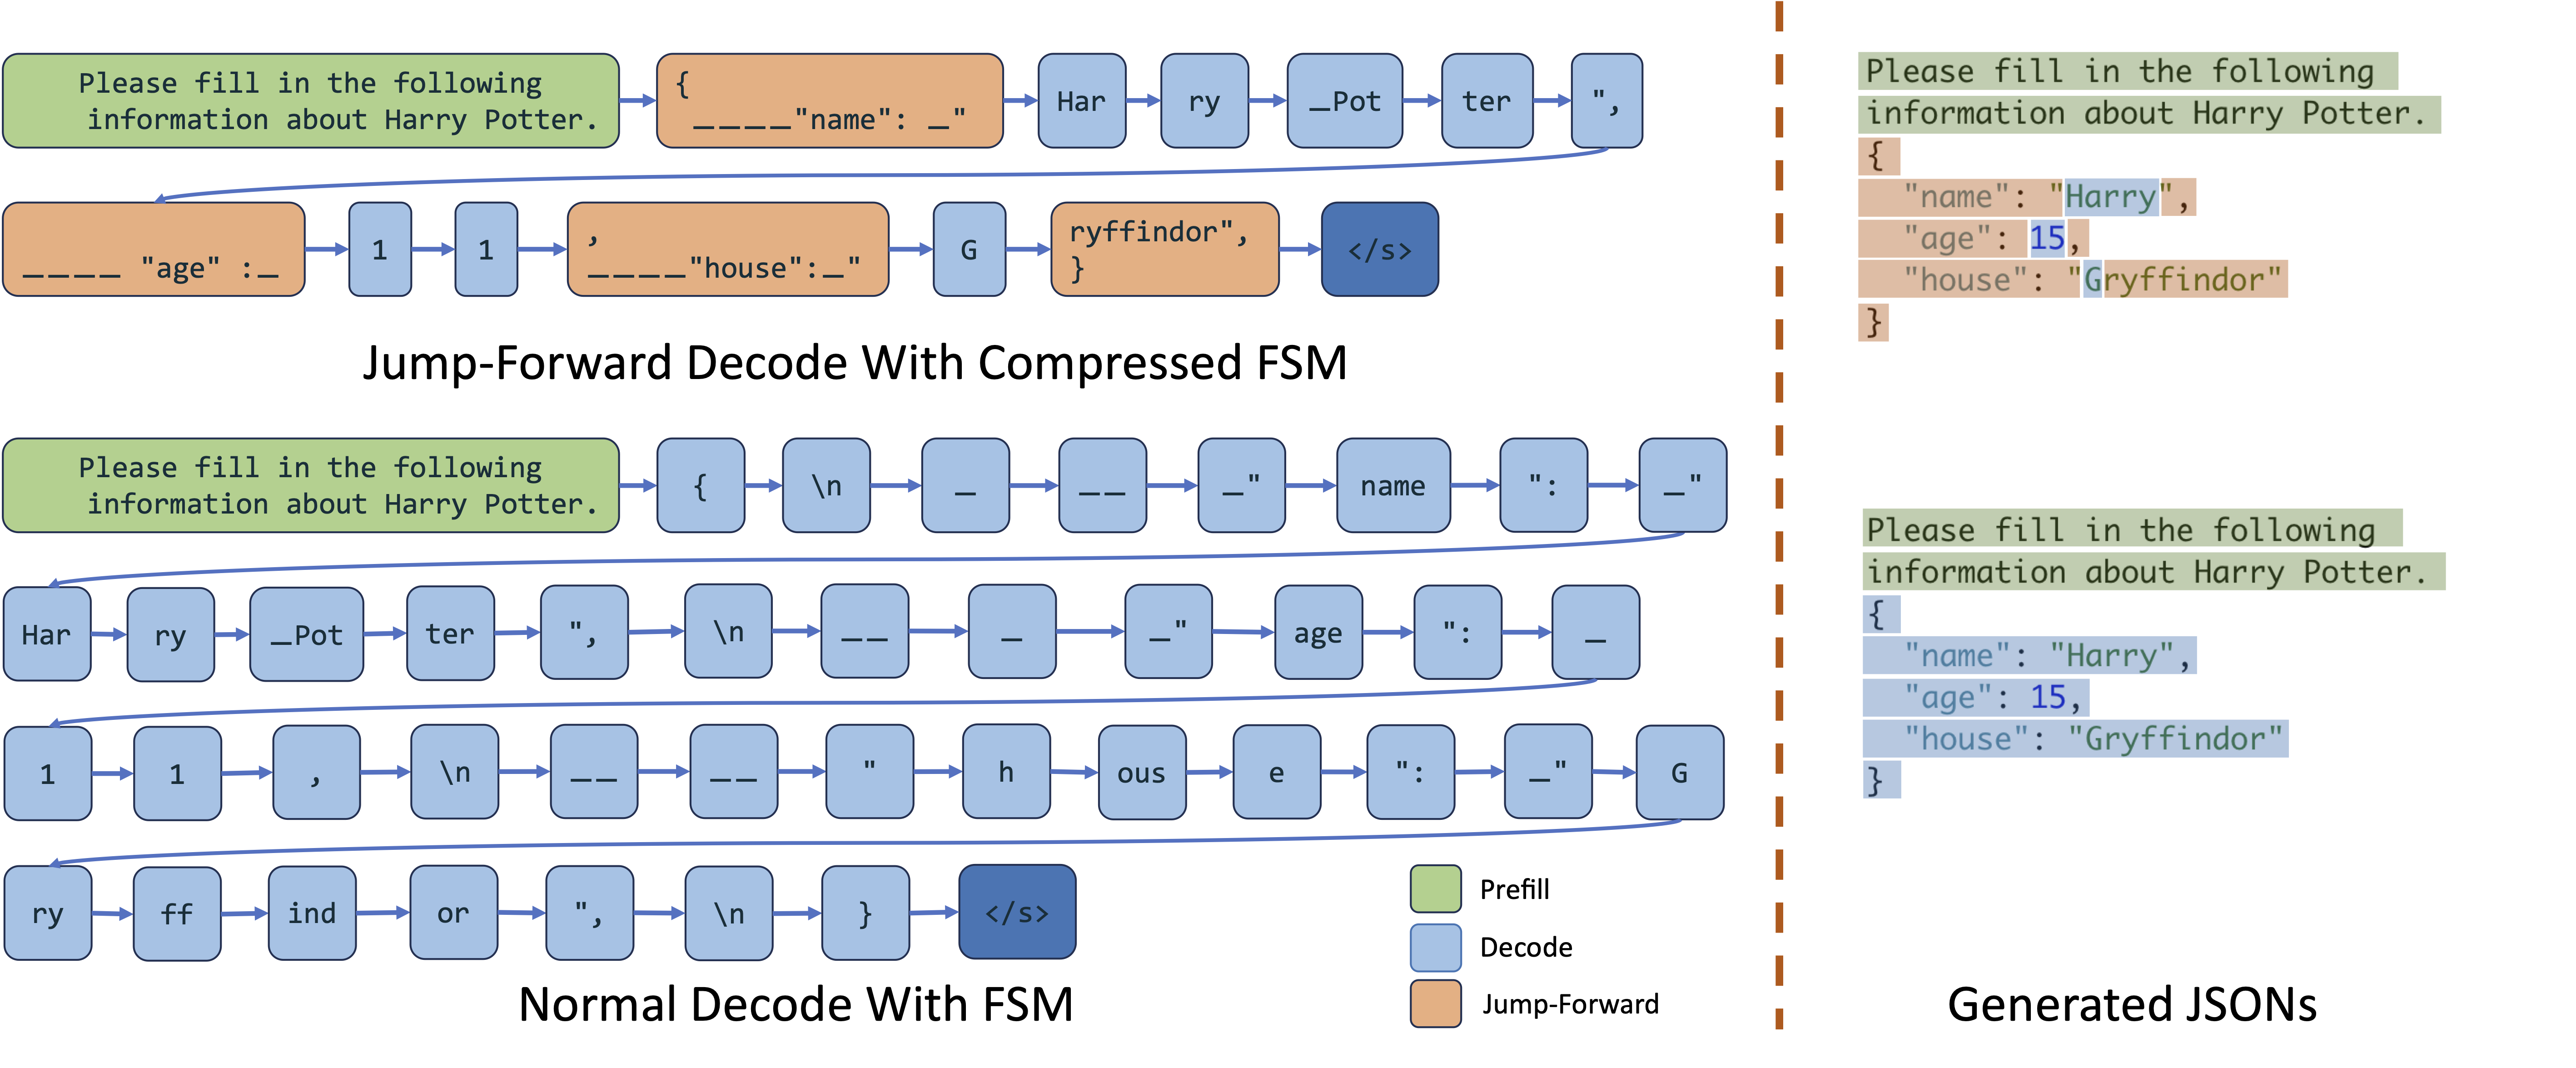 Please fill in the following
information about Harry Potter.
{
____"name": _"
Har
ry
_Pot
ter
",
____ "age" :_
1
1
,
____"house":_"
G
ryffindor",
}
</s>
Jump-Forward Decode With Compressed FSM
Please fill in the following
information about Harry Potter.
{
\n
_
__
_"
name
":
_"
Har
ry
_Pot
ter
",
\n
__
_
_"
age
":
_
1
1
,
\n
__
__
"
h
ous
e
":
_"
G
ry
ff
ind
or
",
\n
}
</s>
Normal Decode With FSM
Prefill
Decode
Jump-Forward
Please fill in the following
information about Harry Potter.
{
"name": "Harry",
"age": 15,
"house": "Gryffindor"
}
Please fill in the following
information about Harry Potter.
{
"name": "Harry",
"age": 15,
"house": "Gryffindor"
}
Generated JSONs